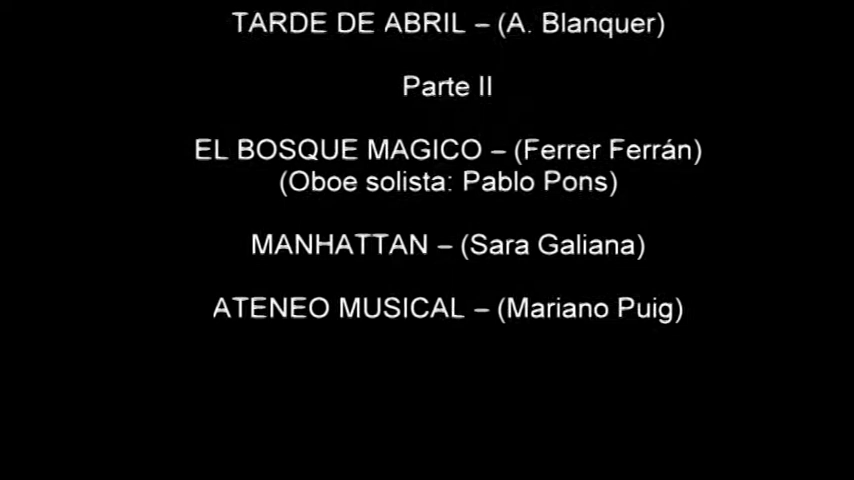 TARDE DE ABRIL – (A. Blanquer)
Parte II
EL BOSQUE MAGICO – (Ferrer Ferrán)
(Oboe solista: Pablo Pons)
MANHATTAN – (Sara Galiana)
ATENEO MUSICAL – (Mariano Puig)